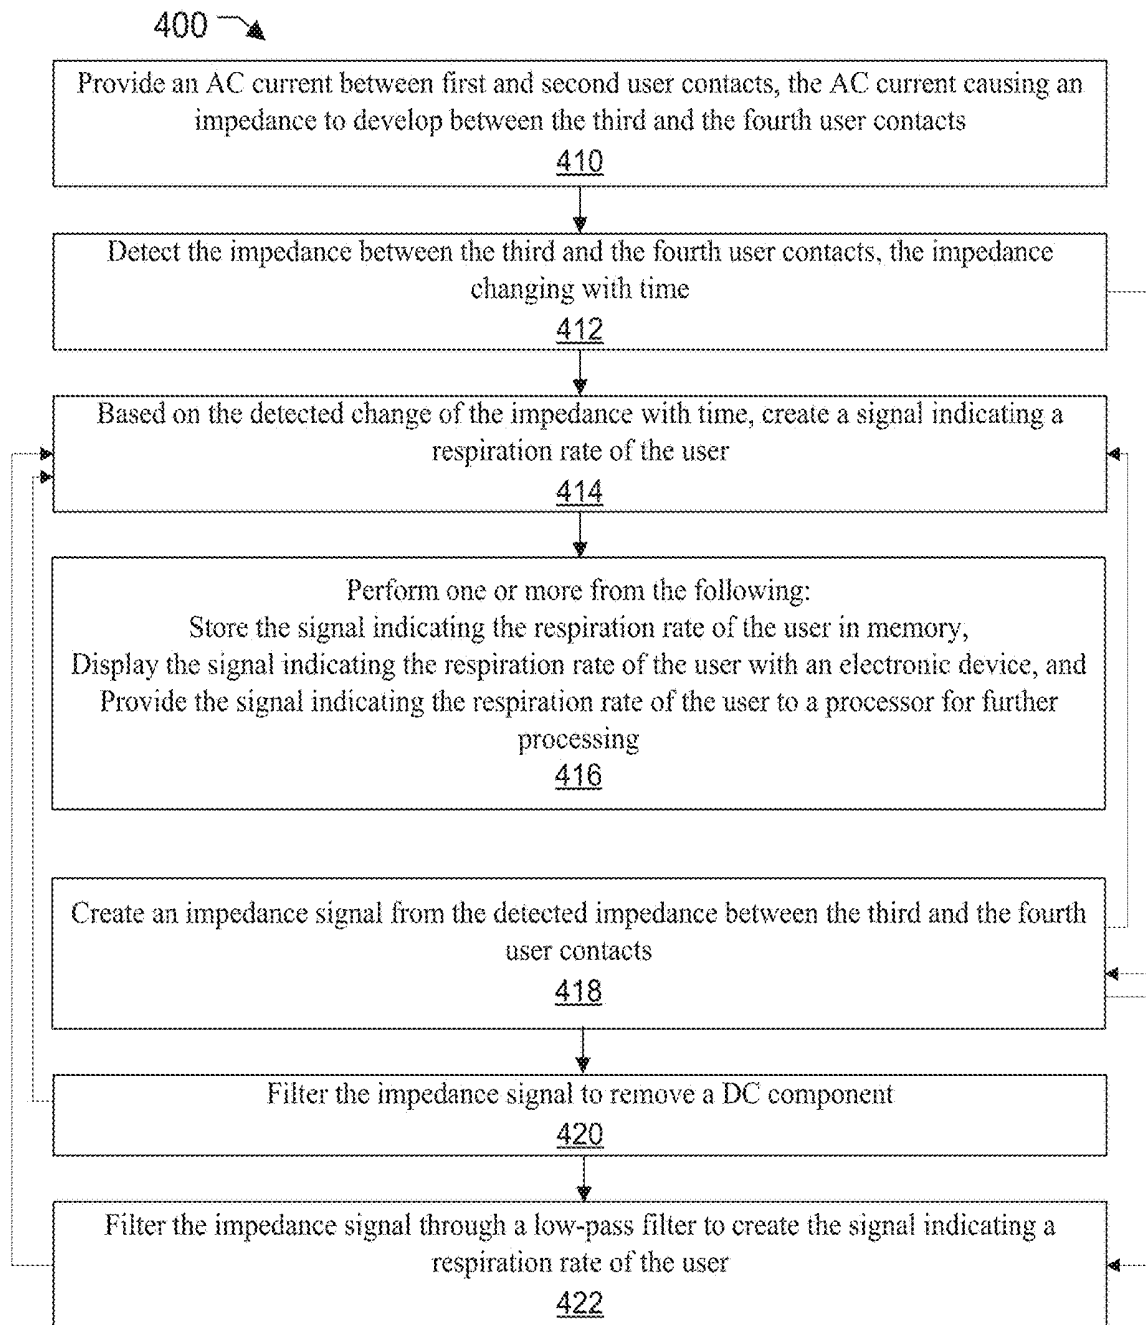 400
Provide an AC current between first and second user contacts, the AC current causing an
impedance to develop between the third and the fourth user contacts
410
Detect the impedance between the third and the fourth user contacts, the impedance
changing with time
412
Based on the detected change of the impedance with time, create a signal indicating a
respiration rate of the user
414
Perform one or more from the following:
Store the signal indicating the respiration rate of the user in memory,
Display the signal indicating the respiration rate of the user with an electronic device, and
Provide the signal indicating the respiration rate of the user to a processor for further
processing
416
Create an impedance signal from the detected impedance between the third and the fourth
user contacts
418
Filter the impedance signal to remove a DC component
420
Filter the impedance signal through a low-pass filter to create the signal indicating a
respiration rate of the user
422